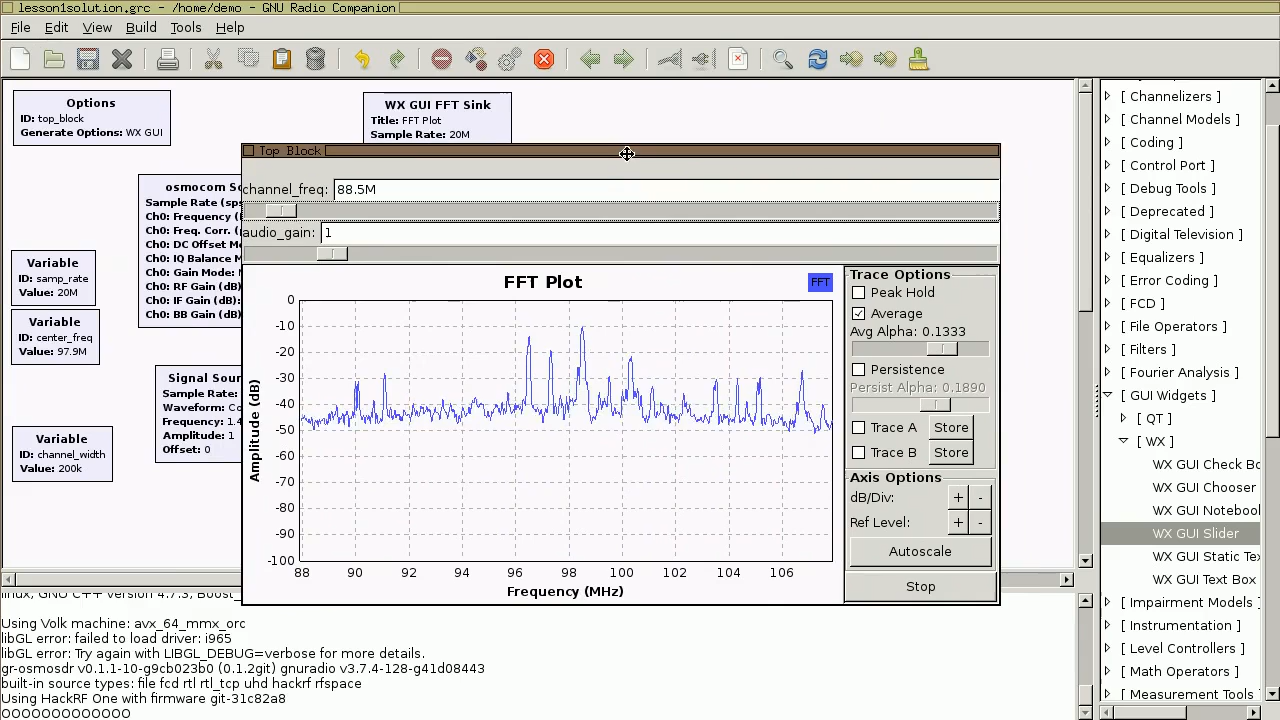 lesson1solution.grc - /home/demo - GNU Radio Companion
File Edit View Build Tools Help
Options
ID: top_block
Generate Options: WX GUI
WX GUI FFT Sink
Title: FFT Plot
Sample Rate: 20M
osmocom So
Sample Rate (sps
Ch0: Frequency (
Ch0: Freq. Corr. (
Ch0: DC Offset M
Ch0: IQ Balance M
Ch0: Gain Mode:
Ch0: RF Gain (dB):
Ch0: IF Gain (dB):
Ch0: BB Gain (dB):
Variable
ID: samp_rate
Value: 20M
Variable
ID: center_freq
Value: 97.9M
Signal Sour
Sample Rate:
Waveform: Co
Frequency: 1.4
Amplitude: 1
Offset: 0
Variable
ID: channel_width
Value: 200k
Top Block
channel_freq: 88.5M
audio_gain: 1
FFT Plot
FFT
Amplitude (dB)
0
-10
-20
-30
-40
-50
-60
-70
-80
-90
-100
88 90 92 94 96 98 100 102 104 106
Frequency (MHz)
Trace Options
Peak Hold
Average
Avg Alpha: 0.1333
Persistence
Persist Alpha: 0.1890
Trace A Store
Trace B Store
Axis Options
dB/Div: + -
Ref Level: + -
Autoscale
Stop
[ Channelizers ]
[ Channel Models ]
[ Coding ]
[ Control Port ]
[ Debug Tools ]
[ Deprecated ]
[ Digital Television ]
[ Equalizers ]
[ Error Coding ]
[ FCD ]
[ File Operators ]
[ Filters ]
[ Fourier Analysis ]
[ GUI Widgets ]
[ QT ]
[ WX ]
WX GUI Check Bo
WX GUI Chooser
WX GUI Notebool
WX GUI Slider
WX GUI Static Te
WX GUI Text Box
[ Impairment Models ]
[ Instrumentation ]
[ Level Controllers ]
[ Math Operators ]
[ Measurement Tools ]
linux; GNU C++ version 4.7.3; Boost_
Using Volk machine: avx_64_mmx_orc
libGL error: failed to load driver: i965
libGL error: Try again with LIBGL_DEBUG=verbose for more details.
gr-osmosdr v0.1.1-10-g9cb023b0 (0.1.2git) gnuradio v3.7.4-128-g41d08443
built-in source types: file fcd rtl rtl_tcp uhd hackrf rfspace
Using HackRF One with firmware git-31c82a8
OOOOOOOOOOOOO